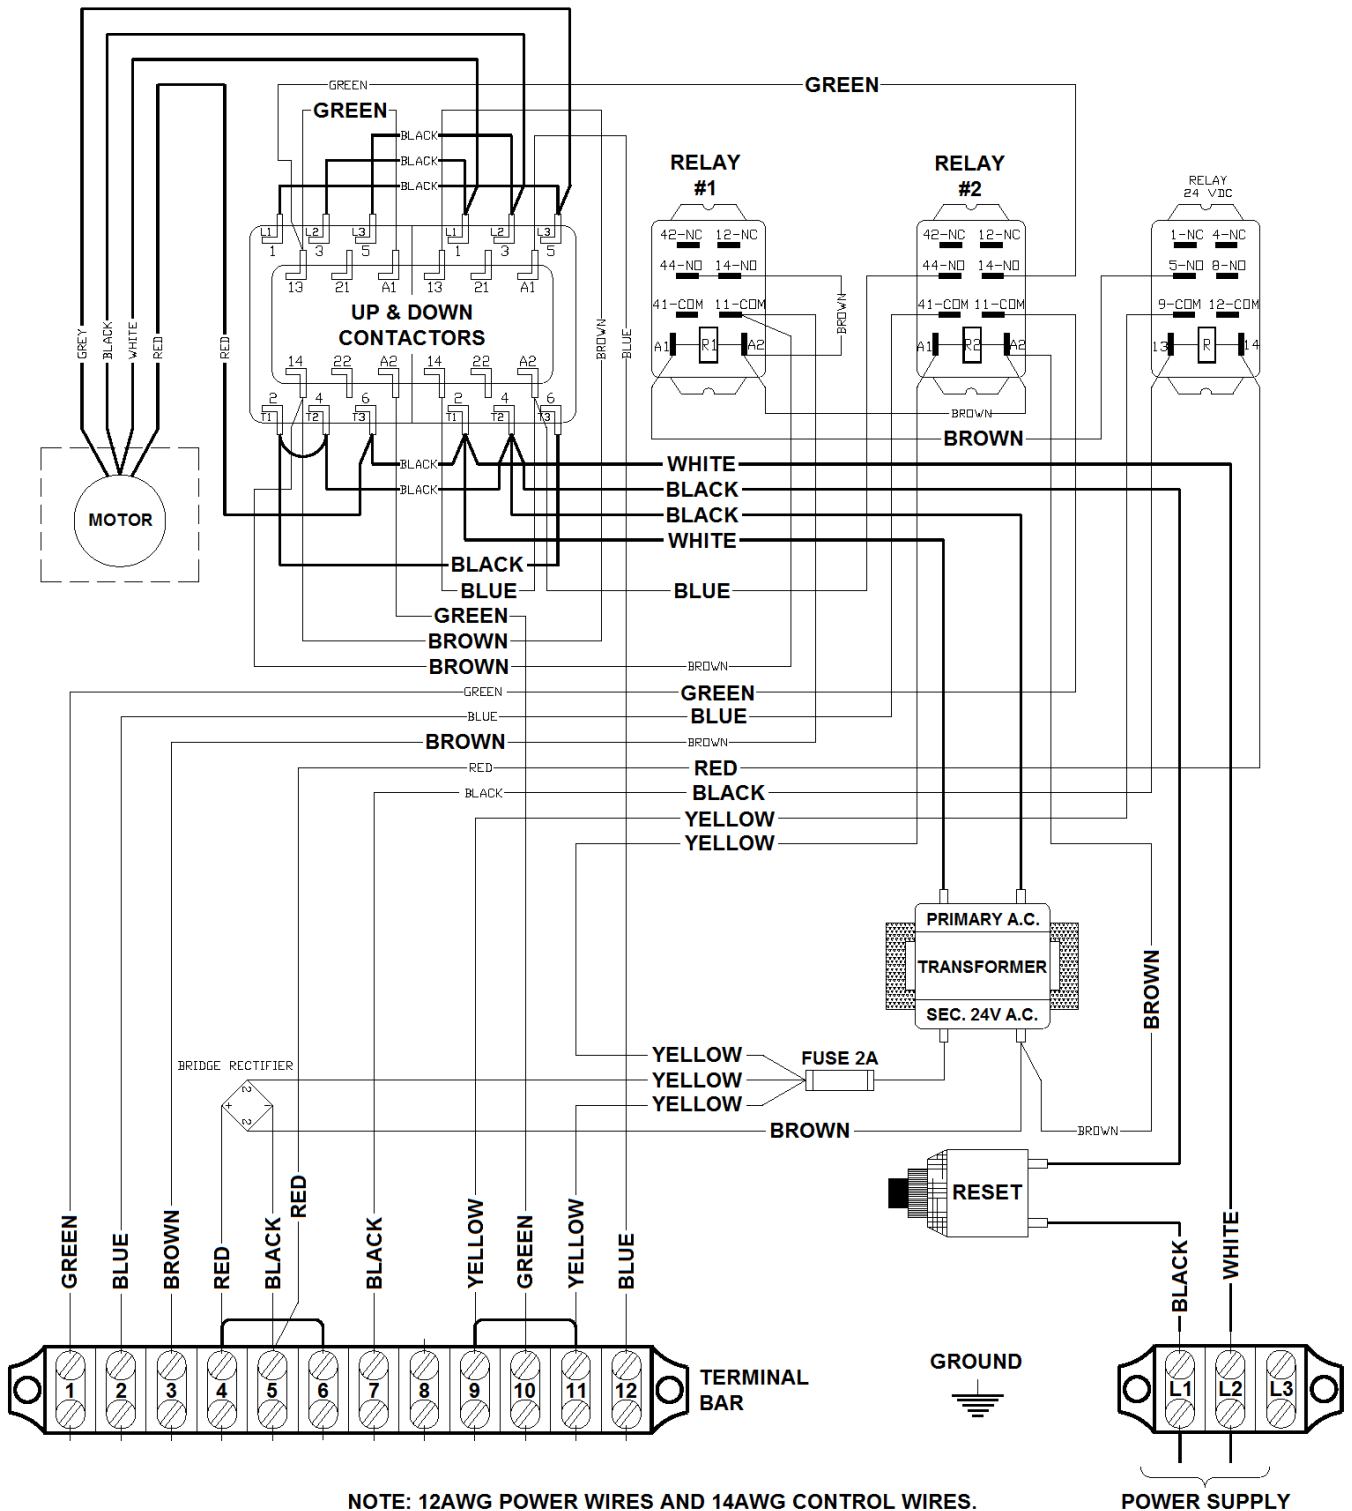 GREEN
GREEN
GREEN
BLACK
BLACK
BLACK
RELAY
#1
RELAY
#2
RELAY
24 VDC
L1 L2 L3 L1 L2 L3
1 3 5 1 3 5
13 21 A1 13 21 A1
UP & DOWN
CONTACTORS
14 22 A2 14 22 A2
2 4 6 2 4 6
T1 T2 T3 T1 T2 T3
42-NC 12-NC
44-NO 14-NO
41-COM 11-COM
A1 R1 A2
42-NC 12-NC
44-NO 14-NO
41-COM 11-COM
A1 R2 A2
1-NC 4-NC
5-NO 8-NO
9-COM 12-COM
13 R 14
GREY
BLACK
WHITE
RED
RED
BROWN
BLUE
BROWN
BROWN
BROWN
MOTOR
BLACK
WHITE
BLACK
BLACK
BLACK
WHITE
BLACK
BLUE
BLUE
GREEN
BROWN
BROWN
BROWN
GREEN
GREEN
BLUE
BLUE
BROWN
BROWN
RED
RED
BLACK
BLACK
YELLOW
YELLOW
PRIMARY A.C.
TRANSFORMER
SEC. 24V A.C.
BROWN
YELLOW
FUSE 2A
BRIDGE RECTIFIER
YELLOW
YELLOW
2
+ -
2
BROWN
BROWN
RESET
GREEN
BLUE
BROWN
RED
BLACK
RED
BLACK
YELLOW
GREEN
YELLOW
BLUE
BLACK
WHITE
1 2 3 4 5 6 7 8 9 10 11 12
TERMINAL
BAR
GROUND
L1 L2 L3
NOTE: 12AWG POWER WIRES AND 14AWG CONTROL WIRES.
POWER SUPPLY